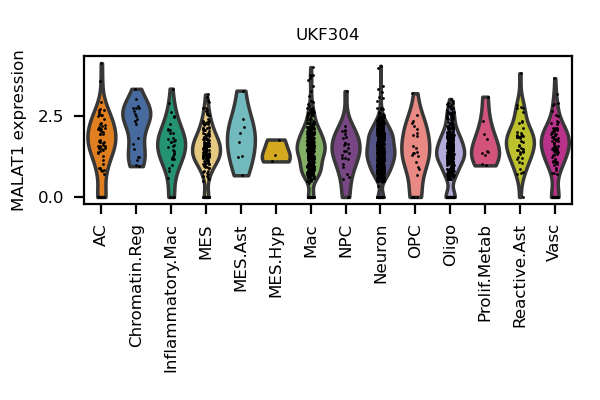 UKF304
MALAT1 expression
2.5
0.0
AC
Chromatin.Reg
Inflammatory.Mac
MES
MES.Ast
MES.Hyp
Mac
NPC
Neuron
OPC
Oligo
Prolif.Metab
Reactive.Ast
Vasc